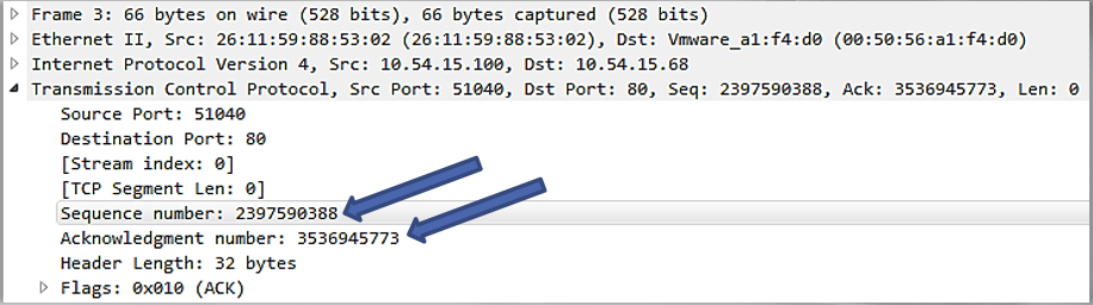 Frame 3: 66 bytes on wire (528 bits), 66 bytes captured (528 bits)
Ethernet II, Src: 26:11:59:88:53:02 (26:11:59:88:53:02), Dst: Vmware_a1:f4:d0 (00:50:56:a1:f4:d0)
Internet Protocol Version 4, Src: 10.54.15.100, Dst: 10.54.15.68
Transmission Control Protocol, Src Port: 51040, Dst Port: 80, Seq: 2397590388, Ack: 3536945773, Len: 0
Source Port: 51040
Destination Port: 80
[Stream index: 0]
[TCP Segment Len: 0]
Sequence number: 2397590388
Acknowledgment number: 3536945773
Header Length: 32 bytes
Flags: 0x010 (ACK)